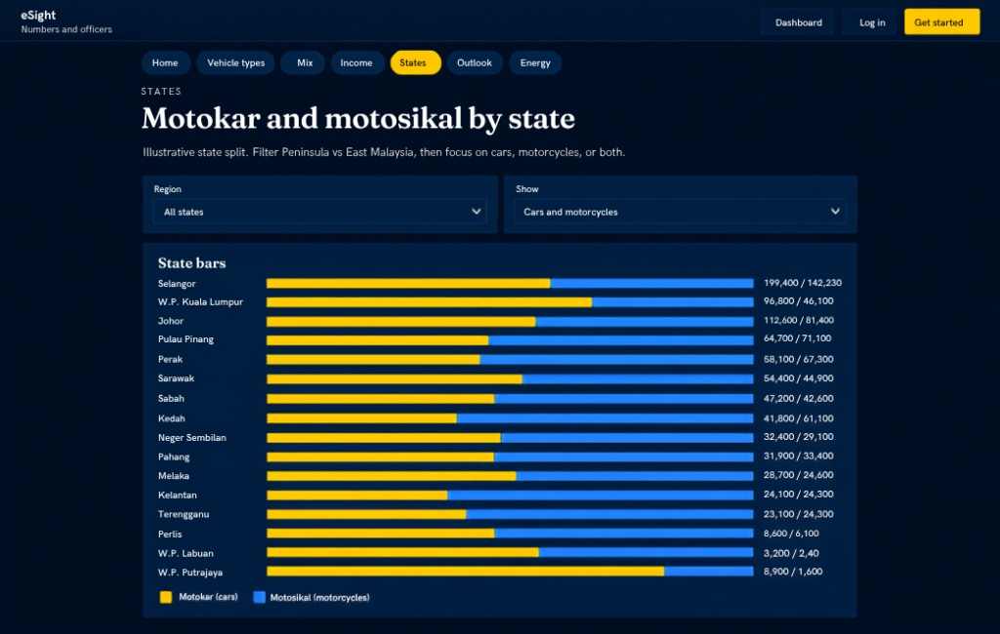 eSight
Numbers and officers
Dashboard
Log in
Get started
Home
Vehicle types
Mix
Income
States
Outlook
Energy
STATES
Motokar and motosikal by state
Illustrative state split. Filter Peninsula vs East Malaysia, then focus on cars, motorcycles, or both.
Region
All states
Show
Cars and motorcycles
State bars
Selangor 199,400 / 142,230
W.P. Kuala Lumpur 96,800 / 46,100
Johor 112,600 / 81,400
Pulau Pinang 64,700 / 71,100
Perak 58,100 / 67,300
Sarawak 54,400 / 44,900
Sabah 47,200 / 42,600
Kedah 41,800 / 61,100
Neger Sembilan 32,400 / 29,100
Pahang 31,900 / 33,400
Melaka 28,700 / 24,600
Kelantan 24,100 / 24,300
Terengganu 23,100 / 24,300
Perlis 8,600 / 6,100
W.P. Labuan 3,200 / 2,40
W.P. Putrajaya 8,900 / 1,600
Motokar (cars)
Motosikal (motorcycles)